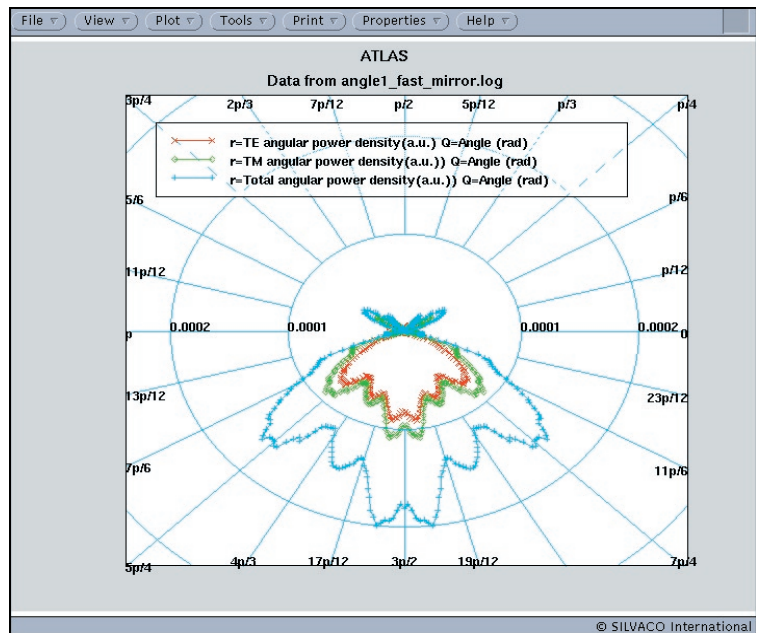 File View Plot Tools Print Properties Help
ATLAS
Data from angle1_fast_mirror.log
3p/4 2p/3 7p/12 p/2 5p/12 p/3 p/4
r=TE angular power density(a.u.) Q=Angle (rad)
r=TM angular power density(a.u.)) Q=Angle (rad)
r=Total angular power density(a.u.)) Q=Angle (rad)
5/6 p/6
11p/12 p/12
p 0.0002 0.0001 0.0001 0.0002 0
13p/12 23p/12
7p/6 11p/6
5p/4 4p/3 17p/12 3p/2 19p/12 7p/4
© SILVACO International